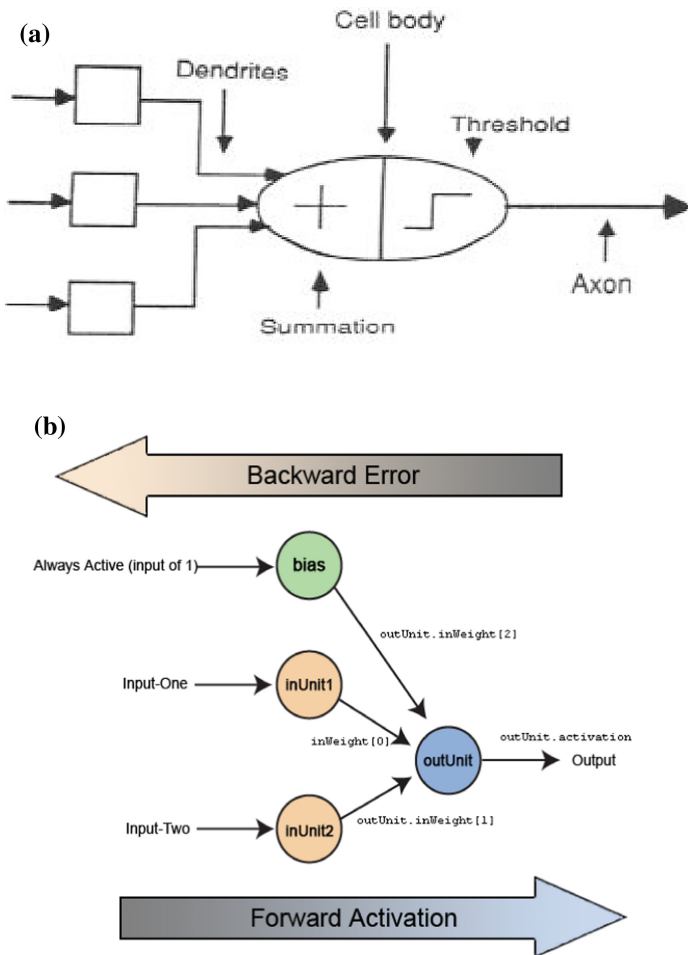 (a)
Cell body
Dendrites
Threshold
Summation
Axon
(b)
Backward Error
Always Active (input of 1)
bias
outUnit.inWeight[2]
Input-One
inUnit1
inWeight[0]
outUnit.activation
outUnit
Output
Input-Two
inUnit2
outUnit.inWeight[1]
Forward Activation